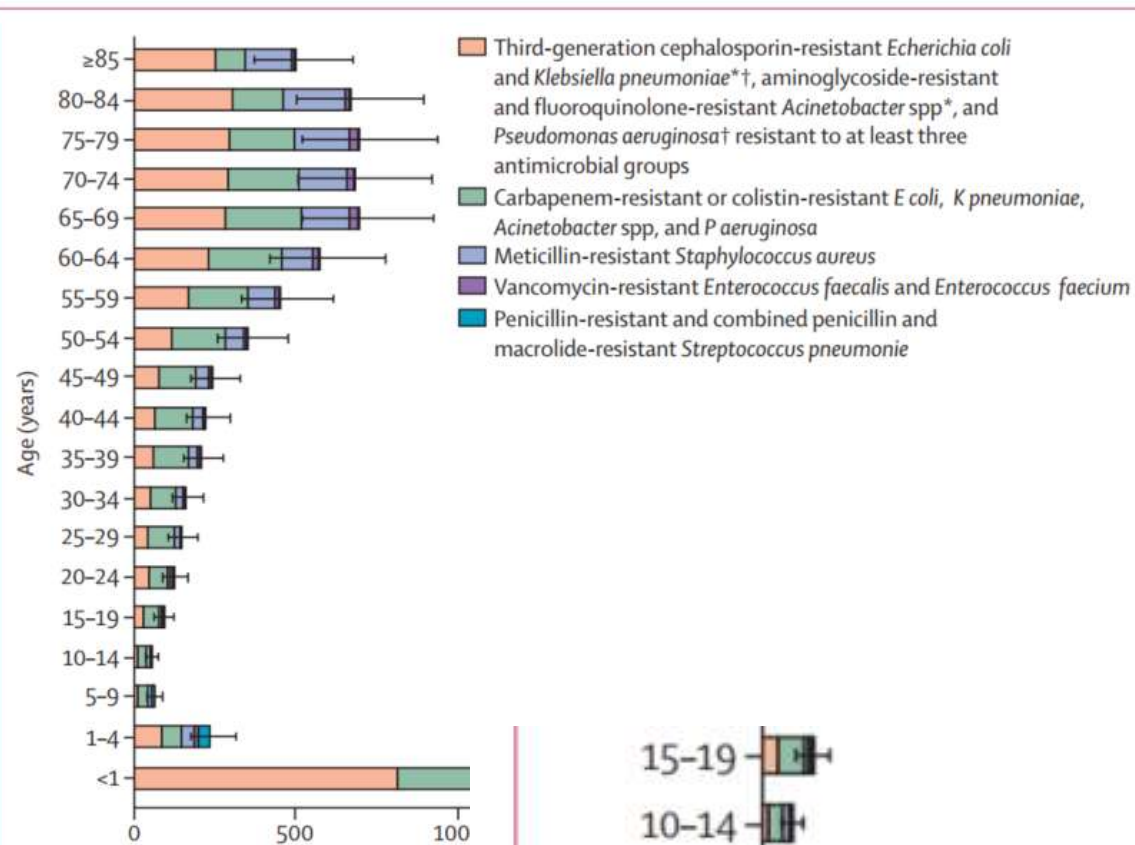 ≥85
80–84
75–79
70–74
65–69
60–64
55–59
50–54
45–49
40–44
35–39
30–34
25–29
20–24
15–19
10–14
5–9
1–4
<1
Age (years)
0 500 100
Third-generation cephalosporin-resistant Echerichia coli
and Klebsiella pneumoniae*†, aminoglycoside-resistant
and fluoroquinolone-resistant Acinetobacter spp*, and
Pseudomonas aeruginosa† resistant to at least three
antimicrobial groups
Carbapenem-resistant or colistin-resistant E coli, K pneumoniae,
Acinetobacter spp, and P aeruginosa
Meticillin-resistant Staphylococcus aureus
Vancomycin-resistant Enterococcus faecalis and Enterococcus faecium
Penicillin-resistant and combined penicillin and
macrolide-resistant Streptococcus pneumonie
15–19
10–14